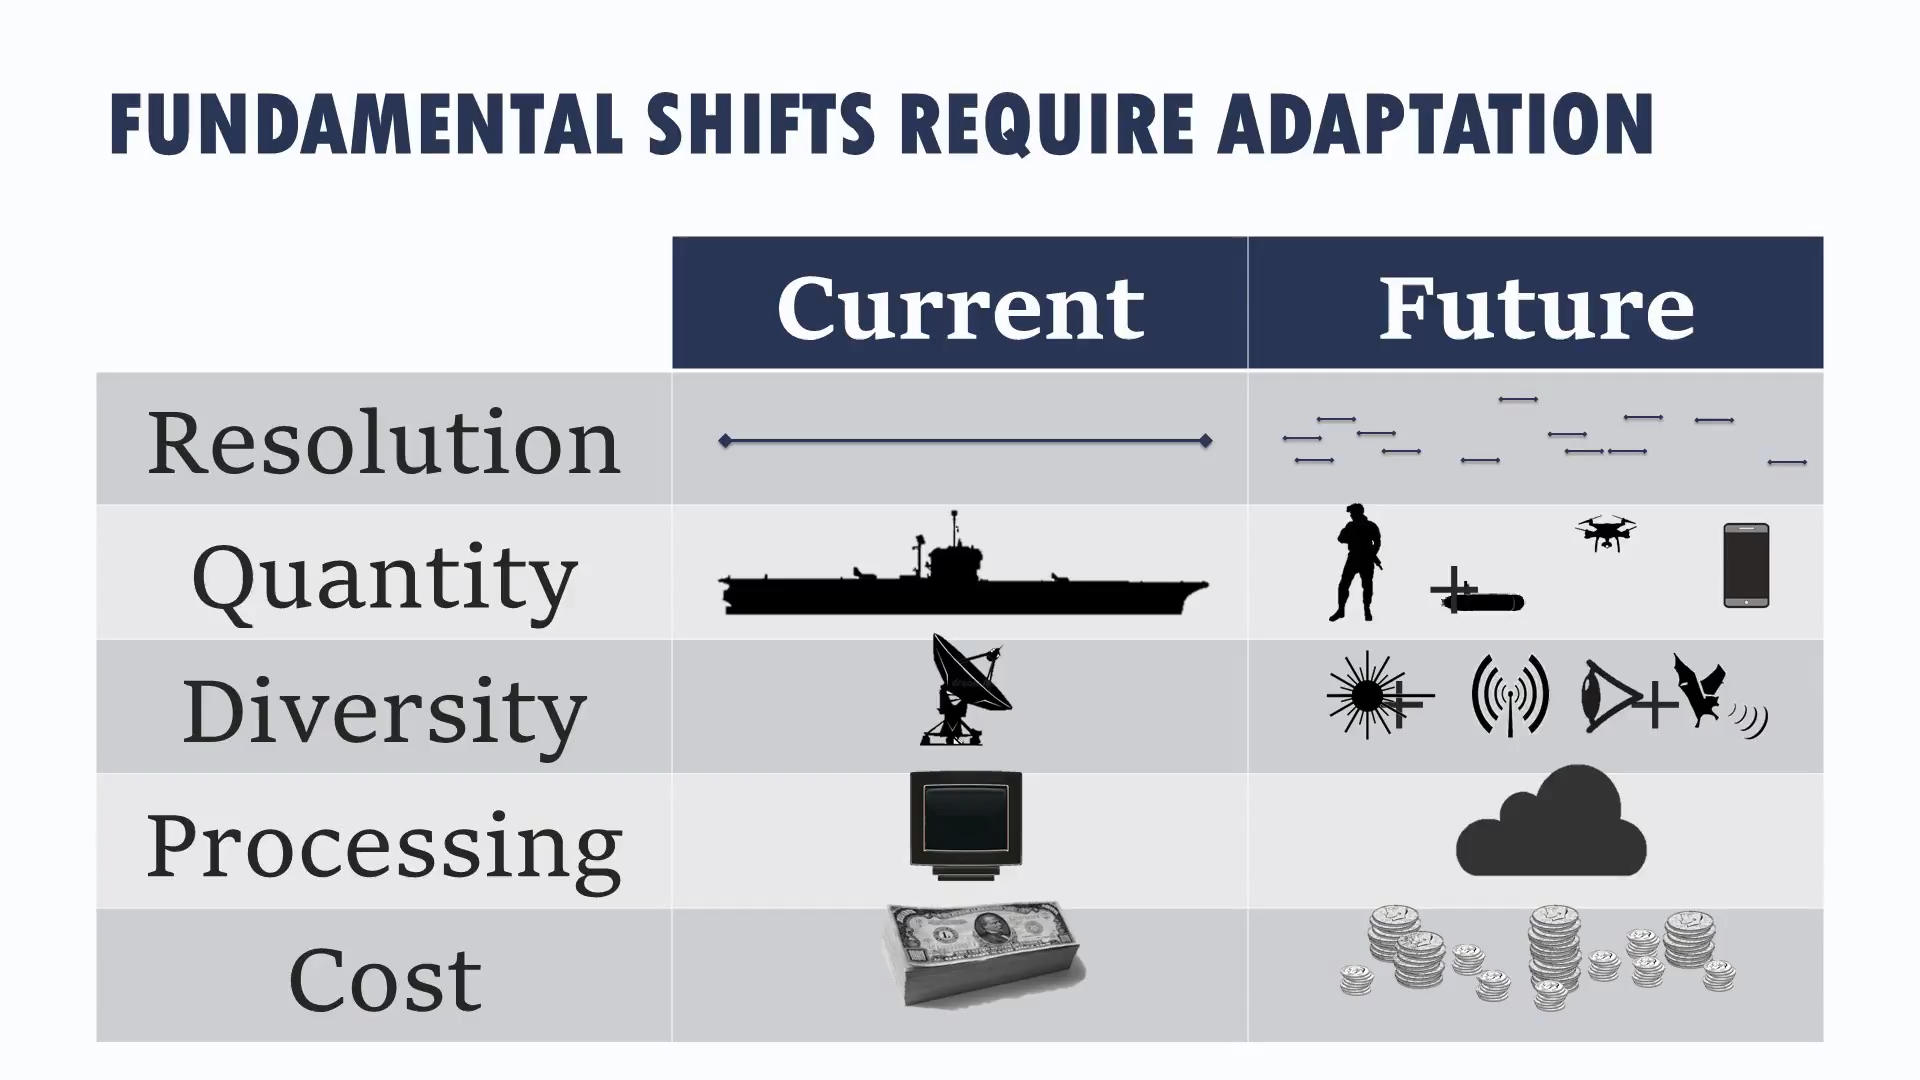 FUNDAMENTAL SHIFTS REQUIRE ADAPTATION
Current Future
Resolution
Quantity
Diversity
Processing
Cost